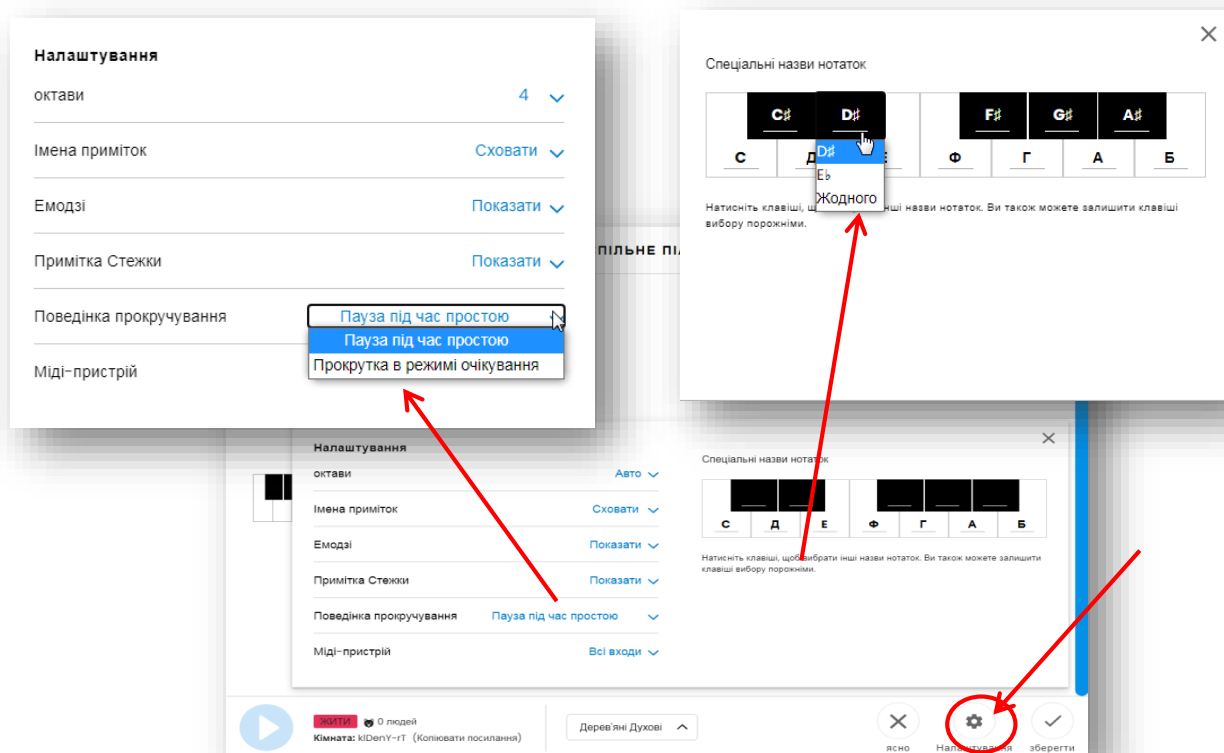 Налаштування
октави 4
Імена приміток Сховати
Емодзі Показати
Примітка Стежки Показати
Поведінка прокручування Пауза під час простою
Пауза під час простою
Прокрутка в режимі очікування
Міді-пристрій
Спеціальні назви нотаток
C♯ D♯ F♯ G♯ A♯
С Ф Г А Б
D♯
E♭
Жодного
Натисніть клавіші, щ нші назви нотаток. Ви також можете залишити клавіші
вибору порожніми.
ПІЛЬНЕ ПІ
Налаштування
октави Авто
Імена приміток Сховати
Емодзі Показати
Примітка Стежки Показати
Поведінка прокручування Пауза під час простою
Міді-пристрій Всі входи
Спеціальні назви нотаток
С Д Е Ф Г А Б
Натисніть клавіші, щоб вибрати інші назви нотаток. Ви також можете залишити
клавіші вибору порожніми.
ЖИТИ 0 людей
Кімната: kIDenY-rT (Копіювати посилання)
Дерев'яні Духові
ясно Налаштування зберегти